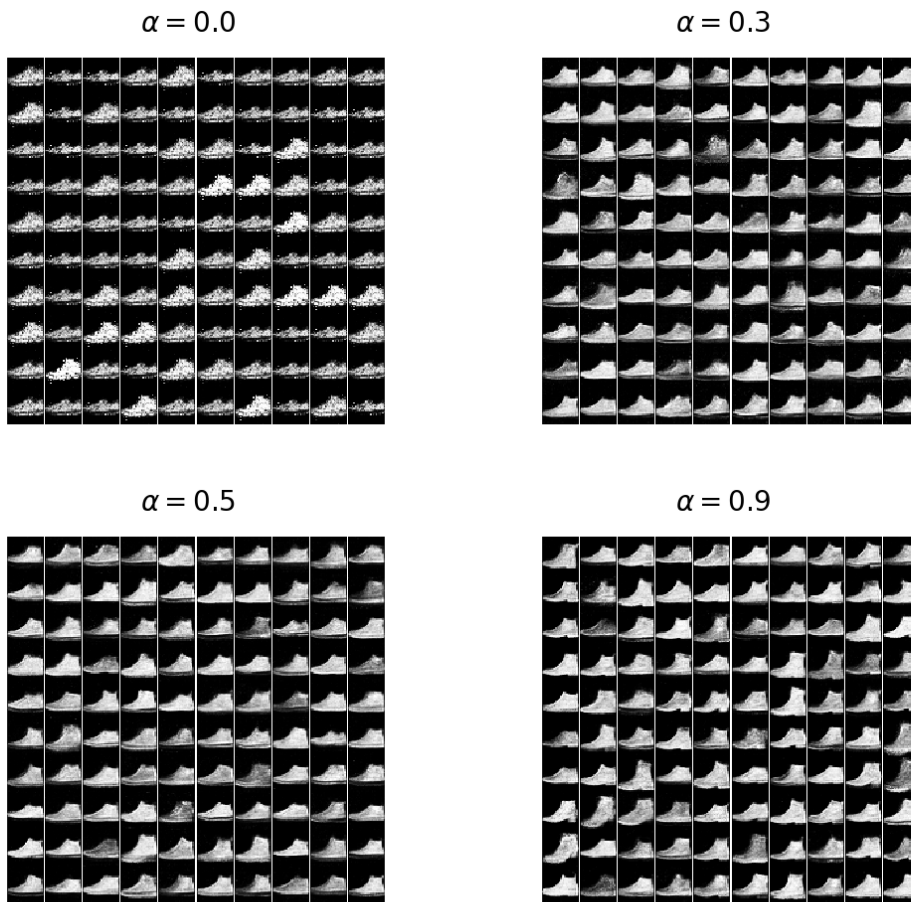 α = 0.0
α = 0.3
α = 0.5
α = 0.9